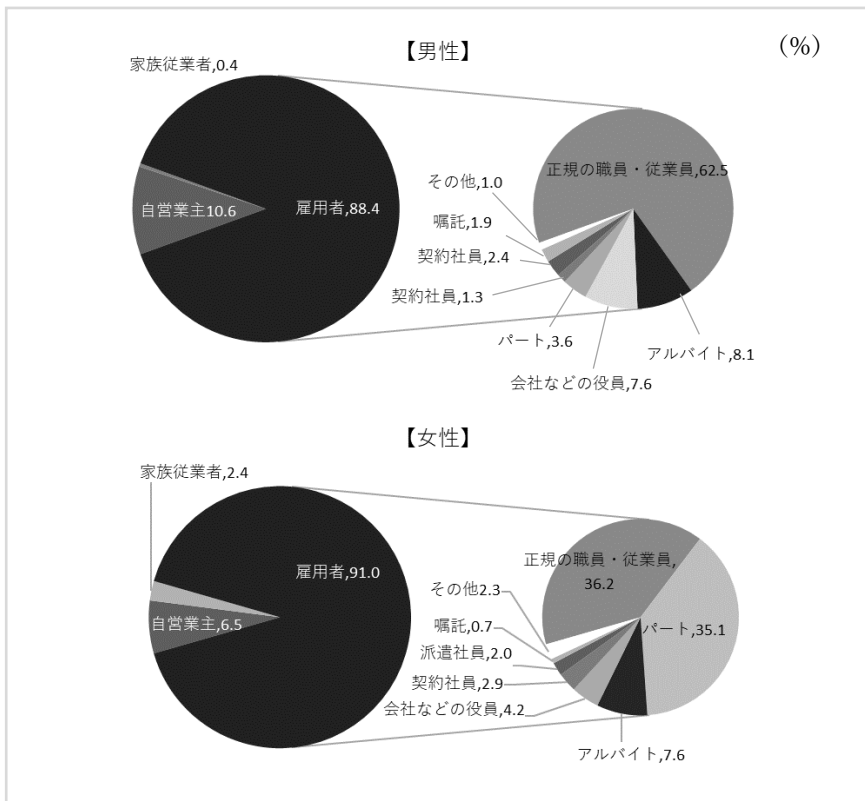 【男性】
(%)
家族従業者,0.4
自営業主10.6
雇用者,88.4
正規の職員・従業員,62.5
その他,1.0
嘱託,1.9
契約社員,2.4
契約社員,1.3
パート,3.6
会社などの役員,7.6
アルバイト,8.1
【女性】
家族従業者,2.4
自営業主,6.5
雇用者,91.0
正規の職員・従業員,
36.2
その他2.3
嘱託,0.7
派遣社員,2.0
契約社員,2.9
会社などの役員,4.2
パート,35.1
アルバイト,7.6